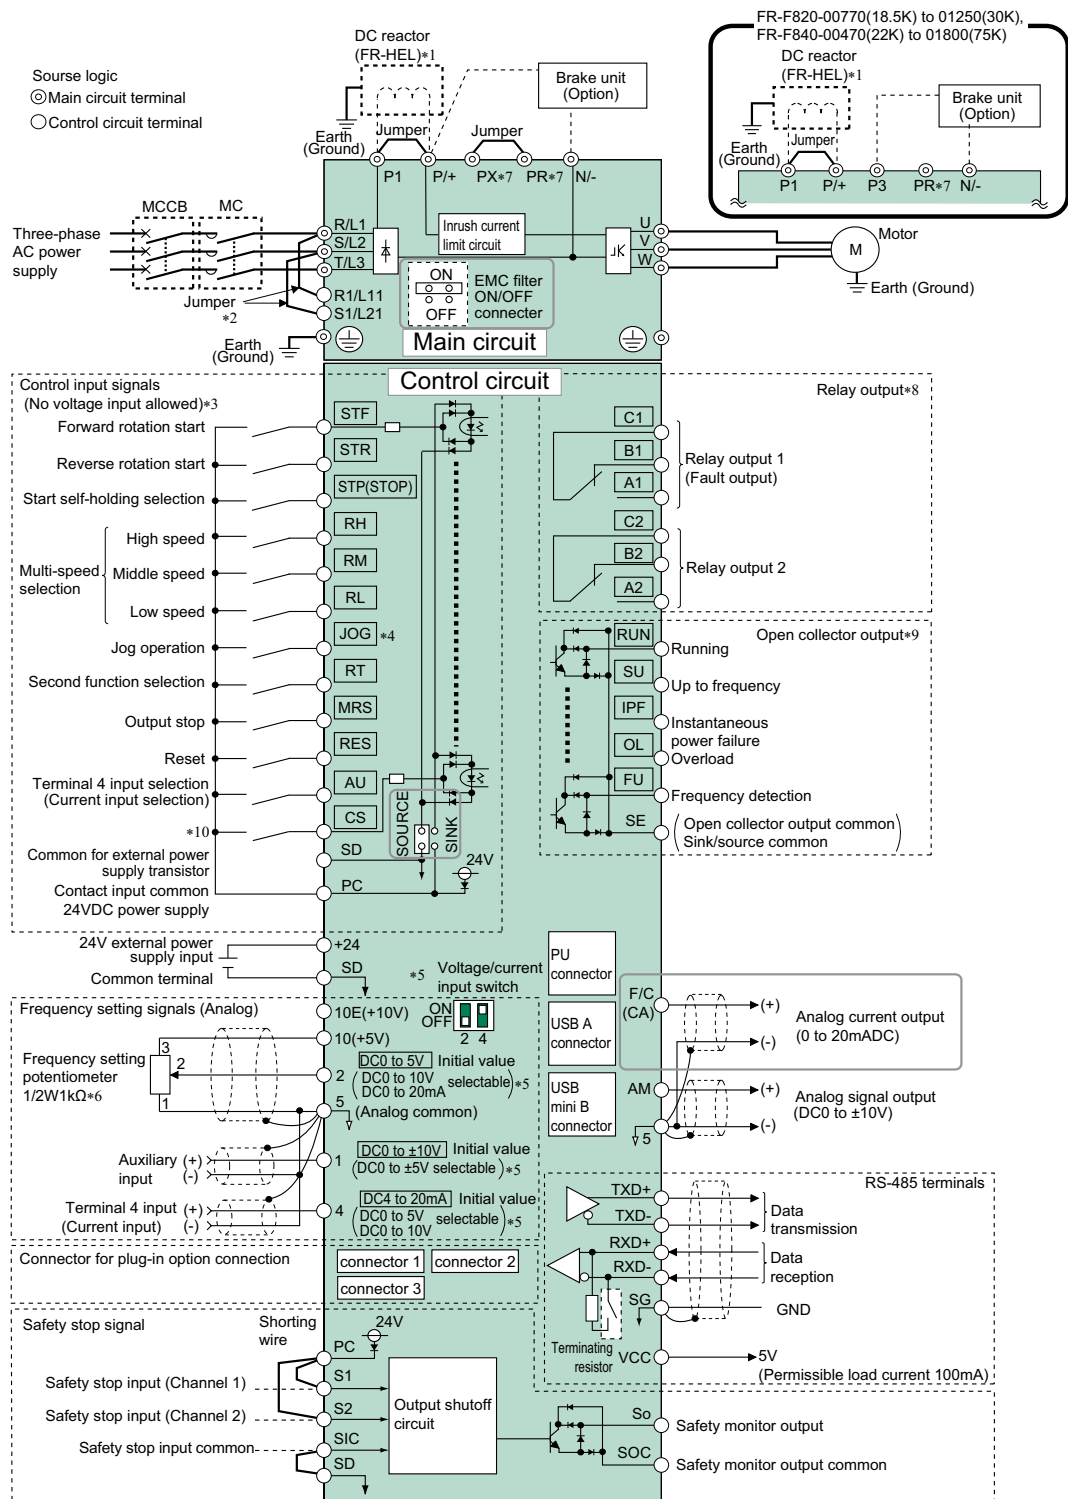 FR-F820-00770(18.5K) to 01250(30K),
FR-F840-00470(22K) to 01800(75K)
DC reactor
(FR-HEL)*1
Brake unit
(Option)
Earth
(Ground)
Jumper
P1
P/+
P3
PR*7
N/-
Sourse logic
Main circuit terminal
Control circuit terminal
DC reactor
(FR-HEL)*1
Brake unit
(Option)
Earth
(Ground)
Jumper
Jumper
P1
P/+
PX*7
PR*7
N/-
MCCB
MC
Three-phase
AC power
supply
R/L1
S/L2
T/L3
R1/L11
S1/L21
Jumper
*2
Earth
(Ground)
Inrush current
limit circuit
ON
OFF
EMC filter
ON/OFF
connecter
U
V
W
Motor
M
Earth (Ground)
Main circuit
Control circuit
Control input signals
(No voltage input allowed)*3
Forward rotation start
STF
Reverse rotation start
STR
Start self-holding selection
STP(STOP)
Multi-speed
selection
High speed
RH
Middle speed
RM
Low speed
RL
Jog operation
JOG *4
Second function selection
RT
Output stop
MRS
Reset
RES
Terminal 4 input selection
(Current input selection)
AU
*10
CS
SOURCE
SINK
Common for external power
supply transistor
SD
Contact input common
24VDC power supply
PC
24V
Relay output*8
C1
B1
A1
Relay output 1
(Fault output)
C2
B2
A2
Relay output 2
Open collector output*9
RUN
Running
SU
Up to frequency
IPF
Instantaneous
power failure
OL
Overload
FU
Frequency detection
SE
Open collector output common
Sink/source common
24V external power
supply input
+24
Common terminal
SD
*5 Voltage/current
input switch
ON
OFF
2 4
PU
connector
USB A
connector
USB
mini B
connector
F/C
(CA)
(+)
(-)
Analog current output
(0 to 20mADC)
AM
5
(+)
(-)
Analog signal output
(DC0 to ±10V)
Frequency setting signals (Analog)
10E(+10V)
10(+5V)
Frequency setting
potentiometer
1/2W1kΩ*6
3
2
1
2
DC0 to 5V Initial value
(DC0 to 10V
DC0 to 20mA selectable)*5
5
(Analog common)
Auxiliary
input
(+)
(-)
1
DC0 to ±10V Initial value
(DC0 to ±5V selectable)*5
Terminal 4 input
(Current input)
(+)
(-)
4
DC4 to 20mA Initial value
(DC0 to 5V
DC0 to 10V selectable)*5
Connector for plug-in option connection
connector 1
connector 2
connector 3
RS-485 terminals
TXD+
TXD-
Data
transmission
RXD+
RXD-
Data
reception
SG
GND
Terminating
resistor
VCC
5V
(Permissible load current 100mA)
Safety stop signal
Shorting
wire
24V
PC
Safety stop input (Channel 1)
S1
Safety stop input (Channel 2)
S2
Safety stop input common
SIC
SD
Output shutoff
circuit
So
Safety monitor output
SOC
Safety monitor output common